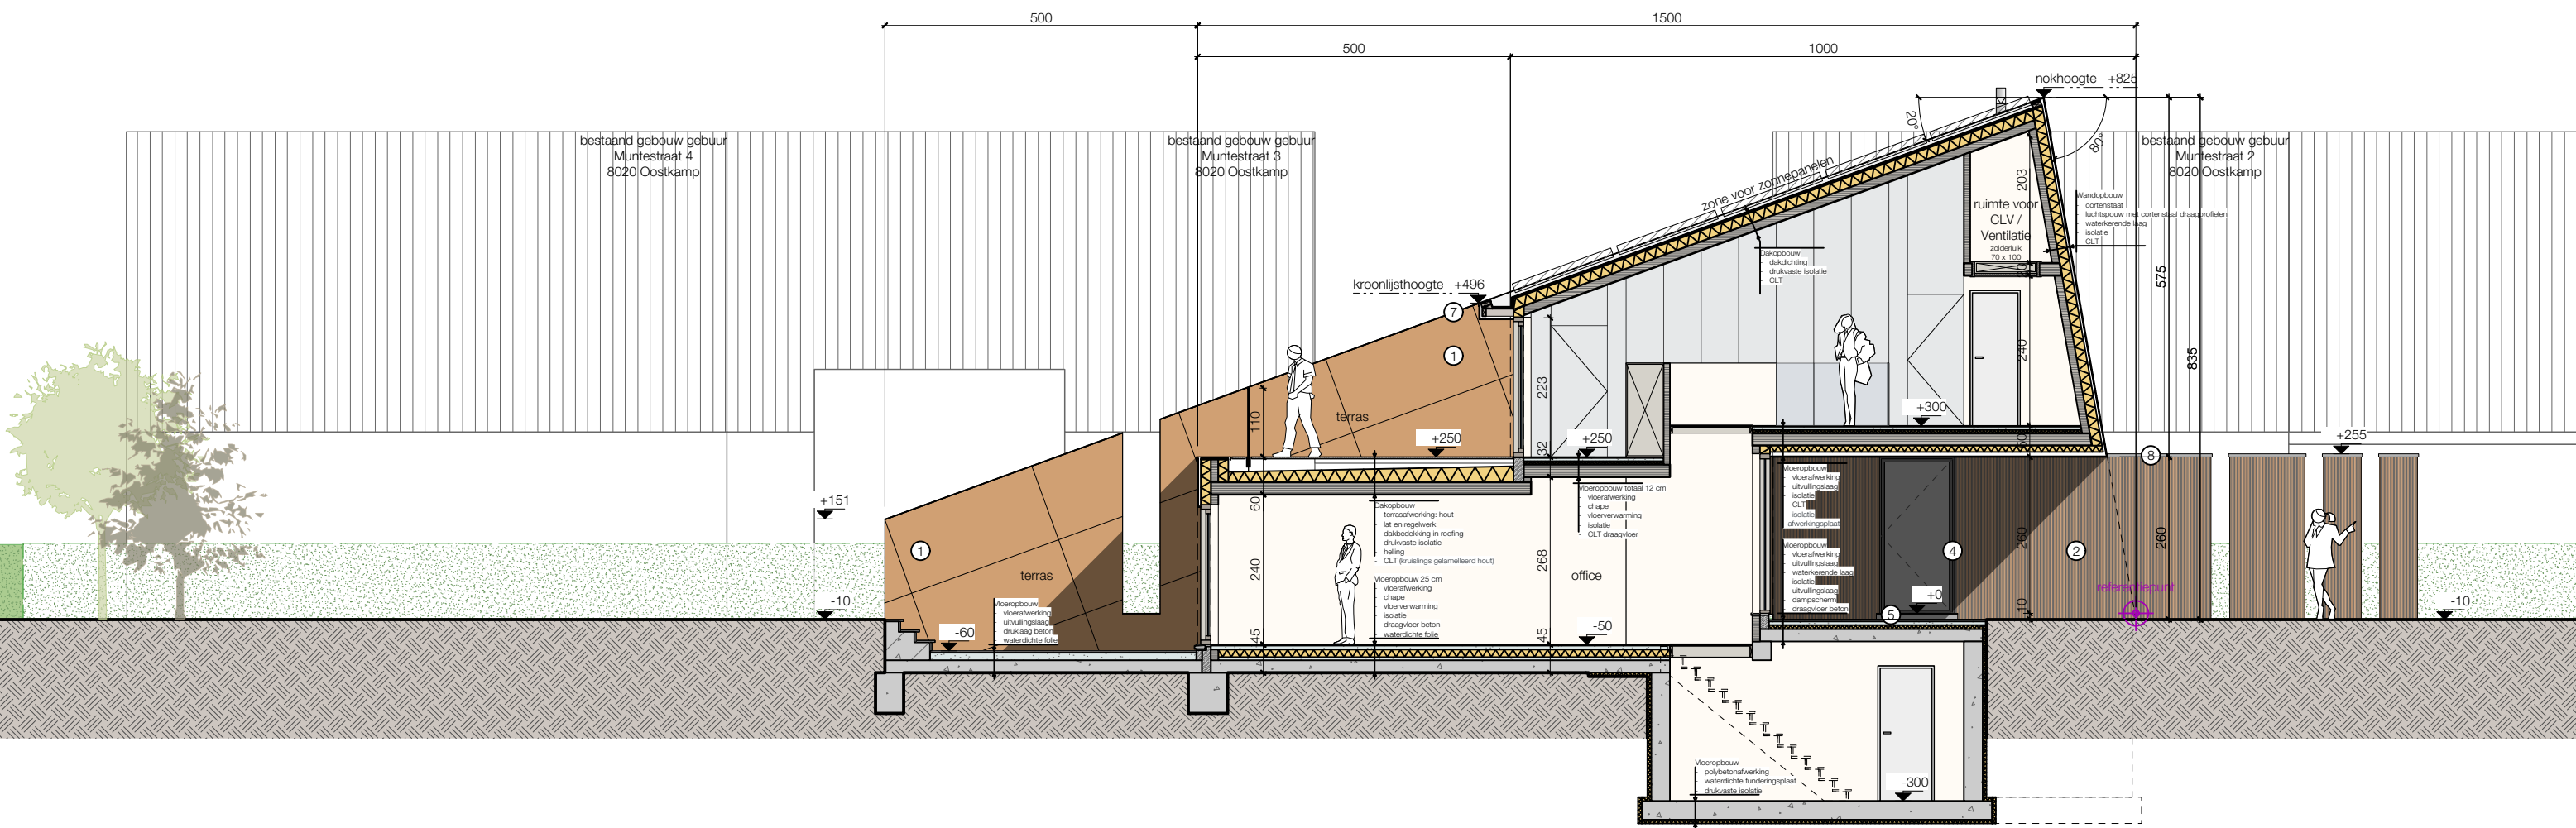 500
1500
500
1000
nokhoogte +825
20°
80°
bestaand gebouw gebuur
Muntestraat 4
8020 Oostkamp
bestaand gebouw gebuur
Muntestraat 3
8020 Oostkamp
bestaand gebouw gebuur
Muntestraat 2
8020 Oostkamp
zone voor zonnepanelen
203
ruimte voor
CLV /
Ventilatie
zolderluik
70 x 100
Wandopbouw
- cortenstaat
- luchtspouw met cortenstaal draagprofielen
- waterkerende laag
- isolatie
- CLT
Dakopbouw
- dakdichting
- drukvaste isolatie
- CLT
575
835
kroonlijsthoogte +496
7
1
240
223
110
terras
+300
+250
+250
32
50
+255
8
Vloeropbouw
- vloerafwerking
- uitvullingslaag
- isolatie
- CLT
- isolatie
- afwerkingsplaat
Vloeropbouw totaal 12 cm
- vloerafwerking
- chape
- vloerverwarming
- isolatie
- CLT draagvloer
+151
60
Dakopbouw
- terrasafwerking: hout
- lat en regelwerk
- dakbedekking in roofing
- drukvaste isolatie
- helling
- CLT (kruislings gelamelleerd hout)
1
240
268
260
260
4
2
Vloeropbouw
- vloerafwerking
- uitvullingslaag
- waterkerende laag
- isolatie
- uitvullingslaag
- dampscherm
- draagvloer beton
terras
office
Vloeropbouw 25 cm
- vloerafwerking
- chape
- vloerverwarming
- isolatie
- draagvloer beton
- waterdichte folie
referentiepunt
+0
10
5
-10
-10
Vloeropbouw
- vloerafwerking
- uitvullingslaag
- druklaag beton
- waterdichte folie
-60
45
45
-50
Vloeropbouw
- polybetonafwerking
- waterdichte funderingsplaat
- drukvaste isolatie
-300